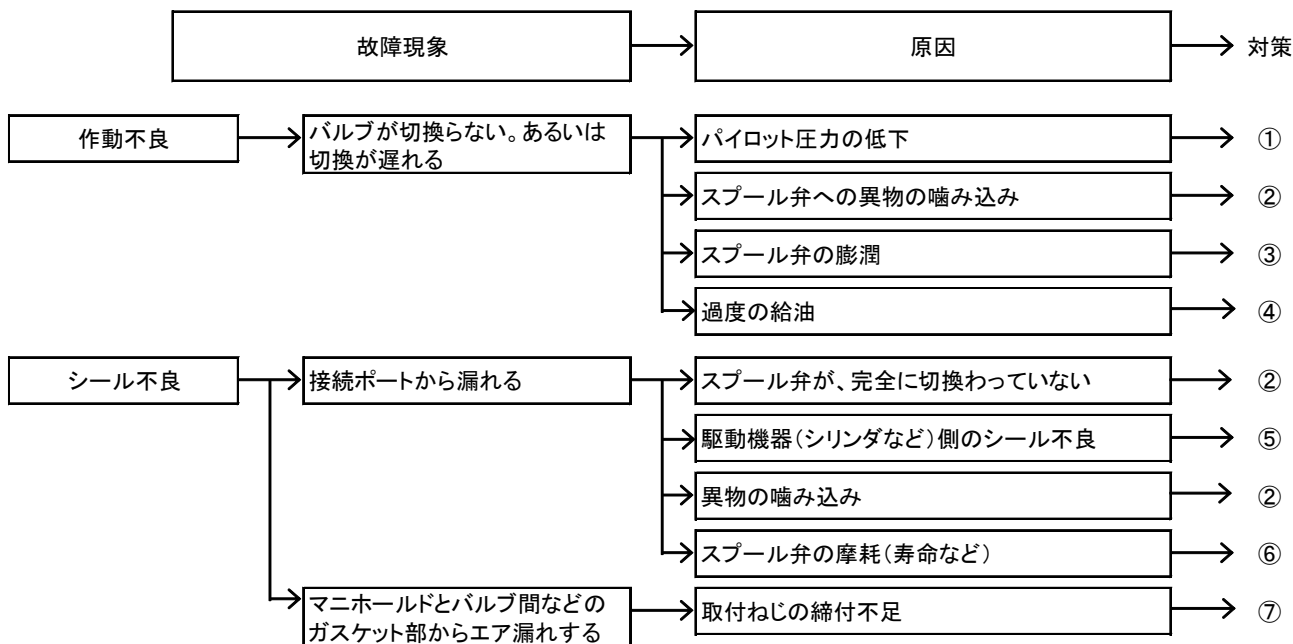 故障現象
原因
対策
作動不良
バルブが切換らない。あるいは
切換が遅れる
パイロット圧力の低下
①
スプール弁への異物の噛み込み
②
スプール弁の膨潤
③
過度の給油
④
シール不良
接続ポートから漏れる
スプール弁が、完全に切換わっていない
②
駆動機器(シリンダなど)側のシール不良
⑤
異物の噛み込み
②
スプール弁の摩耗(寿命など)
⑥
マニホールドとバルブ間などの
ガスケット部からエア漏れする
取付ねじの締付不足
⑦